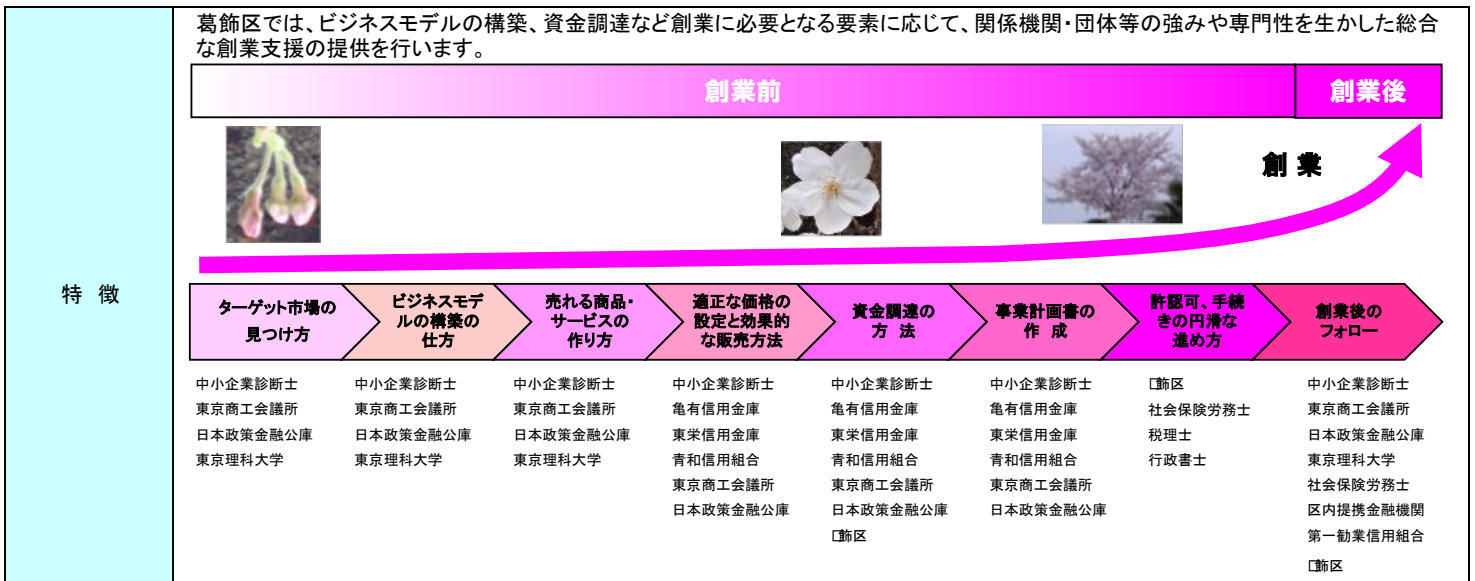 葛飾区では、ビジネスモデルの構築、資金調達など創業に必要となる要素に応じて、関係機関・団体等の強みや専門性を生かした総合
な創業支援の提供を行います。
創業前
創業後
創 業
特 徴
ターゲット市場の
見つけ方
ビジネスモデ
ルの構築の
仕方
売れる商品・
サービスの
作り方
適正な価格の
設定と効果的
な販売方法
資金調達の
方 法
事業計画書の
作 成
許認可、手続
きの円滑な
進め方
創業後の
フォロー
中小企業診断士
東京商工会議所
日本政策金融公庫
東京理科大学
中小企業診断士
東京商工会議所
日本政策金融公庫
東京理科大学
中小企業診断士
東京商工会議所
日本政策金融公庫
東京理科大学
中小企業診断士
亀有信用金庫
東栄信用金庫
青和信用組合
東京商工会議所
日本政策金融公庫
中小企業診断士
亀有信用金庫
東栄信用金庫
青和信用組合
東京商工会議所
日本政策金融公庫
飾区
中小企業診断士
亀有信用金庫
東栄信用金庫
青和信用組合
東京商工会議所
日本政策金融公庫
飾区
社会保険労務士
税理士
行政書士
中小企業診断士
東京商工会議所
日本政策金融公庫
東京理科大学
社会保険労務士
区内提携金融機関
第一勧業信用組合
飾区